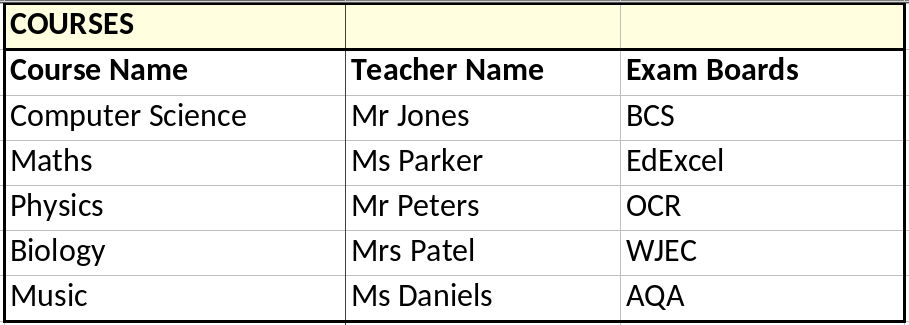 COURSES
Course Name Teacher Name Exam Boards
Computer Science Mr Jones BCS
Maths Ms Parker EdExcel
Physics Mr Peters OCR
Biology Mrs Patel WJEC
Music Ms Daniels AQA